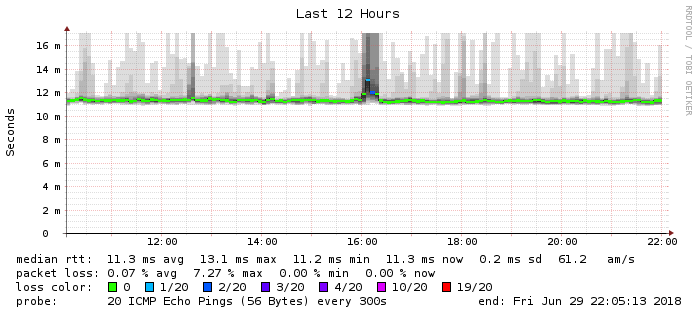 Last 12 Hours
RRDTOOL / TOBI OETIKER
Seconds
16 m
14 m
12 m
10 m
8 m
6 m
4 m
2 m
0
12:00 14:00 16:00 18:00 20:00 22:00
median rtt: 11.3 ms avg 13.1 ms max 11.2 ms min 11.3 ms now 0.2 ms sd 61.2 am/s
packet loss: 0.07 % avg 7.27 % max 0.00 % min 0.00 % now
loss color: 0 1/20 2/20 3/20 4/20 10/20 19/20
probe: 20 ICMP Echo Pings (56 Bytes) every 300s end: Fri Jun 29 22:05:13 2018